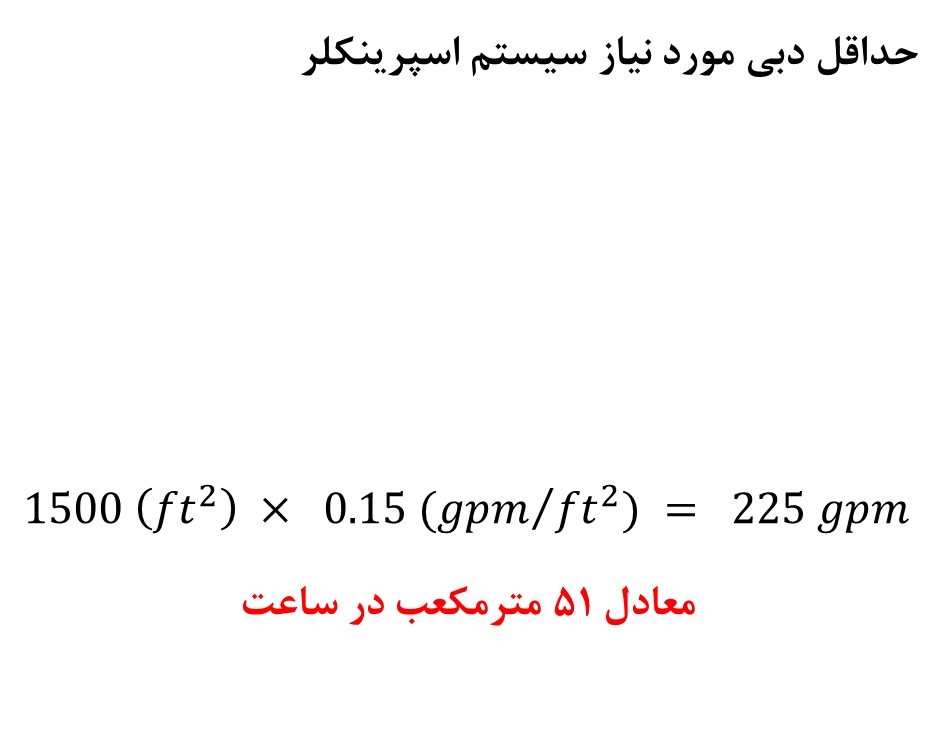 حداقل دبی مورد نیاز سیستم اسپرینکلر
1500 (ft²) × 0.15 (gpm/ft²) = 225 gpm
معادل ۵۱ مترمکعب در ساعت